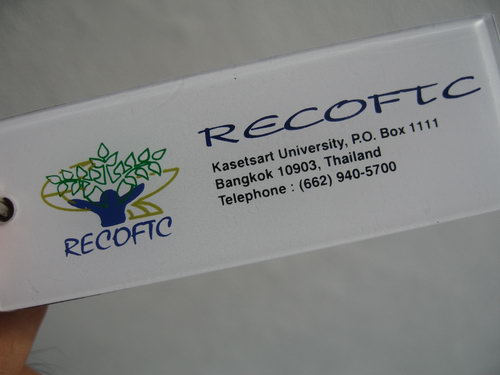 RECOFTC
RECOFTC
Kasetsart University, P.O. Box 1111
Bangkok 10903, Thailand
Telephone : (662) 940-5700